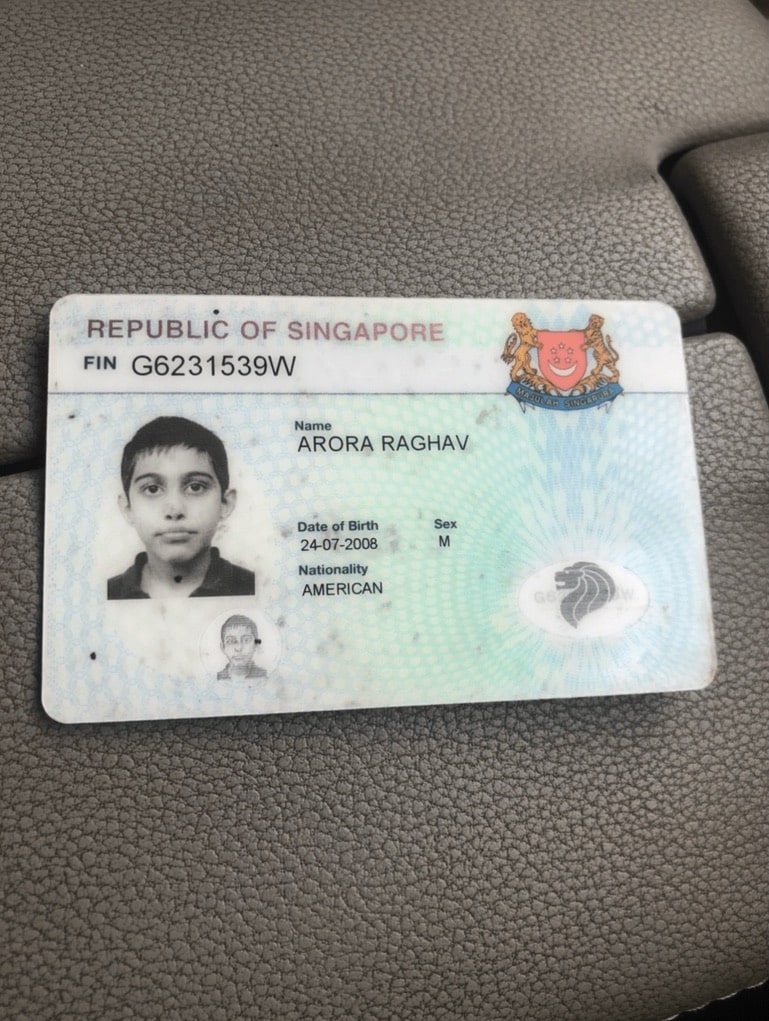 REPUBLIC OF SINGAPORE
FIN G6231539W
MAJULAH SINGAPURA
Name
ARORA RAGHAV
Date of Birth Sex
24-07-2008 M
Nationality
AMERICAN